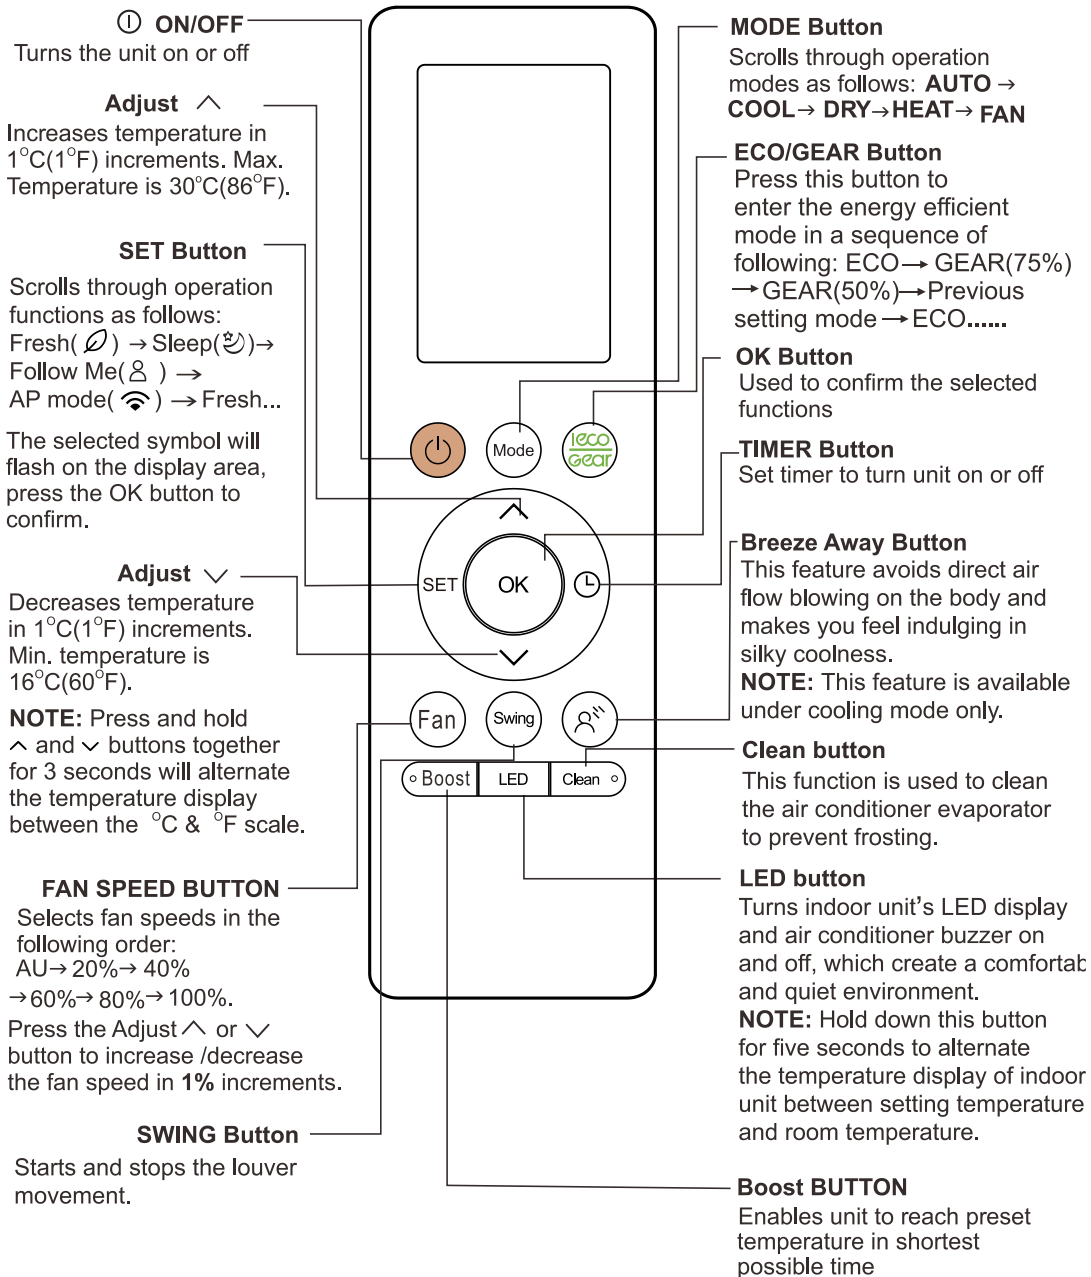 ON/OFF
Turns the unit on or off
Adjust ∧
Increases temperature in
1°C(1°F) increments. Max.
Temperature is 30°C(86°F).
SET Button
Scrolls through operation
functions as follows:
Fresh( ) → Sleep( )→
Follow Me( ) →
AP mode( ) → Fresh...
The selected symbol will
flash on the display area,
press the OK button to
confirm.
Adjust ∨
Decreases temperature
in 1°C(1°F) increments.
Min. temperature is
16°C(60°F).
NOTE: Press and hold
∧ and ∨ buttons together
for 3 seconds will alternate
the temperature display
between the °C & °F scale.
FAN SPEED BUTTON
Selects fan speeds in the
following order:
AU→ 20%→ 40%
→60%→ 80%→ 100%.
Press the Adjust ∧ or ∨
button to increase /decrease
the fan speed in 1% increments.
SWING Button
Starts and stops the louver
movement.
Mode
ieco
Gear
SET
OK
Fan
Swing
Boost
LED
Clean
MODE Button
Scrolls through operation
modes as follows: AUTO →
COOL→ DRY→HEAT→ FAN
ECO/GEAR Button
Press this button to
enter the energy efficient
mode in a sequence of
following: ECO→ GEAR(75%)
→GEAR(50%)→Previous
setting mode →ECO......
OK Button
Used to confirm the selected
functions
TIMER Button
Set timer to turn unit on or off
Breeze Away Button
This feature avoids direct air
flow blowing on the body and
makes you feel indulging in
silky coolness.
NOTE: This feature is available
under cooling mode only.
Clean button
This function is used to clean
the air conditioner evaporator
to prevent frosting.
LED button
Turns indoor unit's LED display
and air conditioner buzzer on
and off, which create a comfortab
and quiet environment.
NOTE: Hold down this button
for five seconds to alternate
the temperature display of indoor
unit between setting temperature
and room temperature.
Boost BUTTON
Enables unit to reach preset
temperature in shortest
possible time